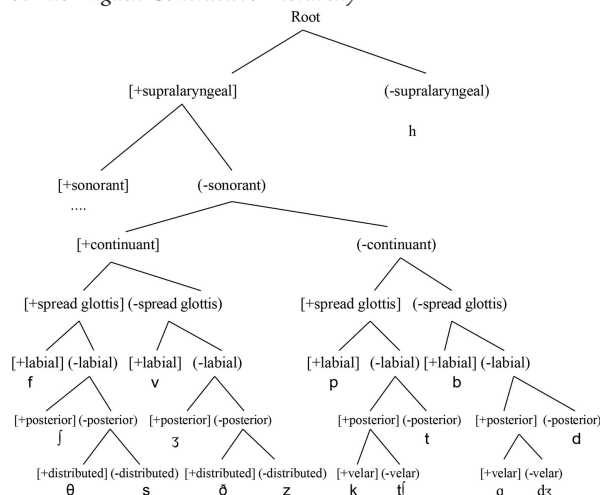 Root
[+supralaryngeal] (-supralaryngeal)
h
[+sonorant] (-sonorant)
....
[+continuant] (-continuant)
[+spread glottis] (-spread glottis) [+spread glottis] (-spread glottis)
[+labial] (-labial) [+labial] (-labial) [+labial] (-labial) [+labial] (-labial)
f v p b
[+posterior] (-posterior) [+posterior] (-posterior) [+posterior] (-posterior) [+posterior] (-posterior)
ʃ ʒ t d
[+distributed] (-distributed) [+distributed] (-distributed) [+velar] (-velar) [+velar] (-velar)
θ s ð z k tʃ g dʒ